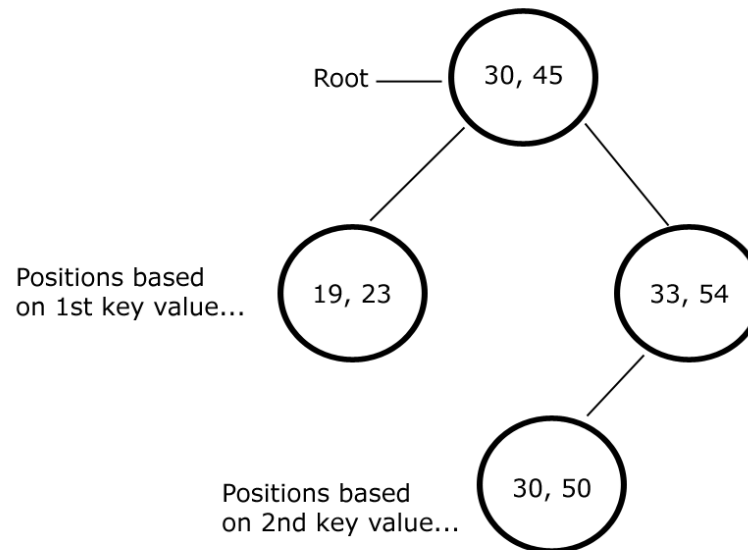 30, 45
Root
19, 23
33, 54
Positions based
on 1st key value...
30, 50
Positions based
on 2nd key value...